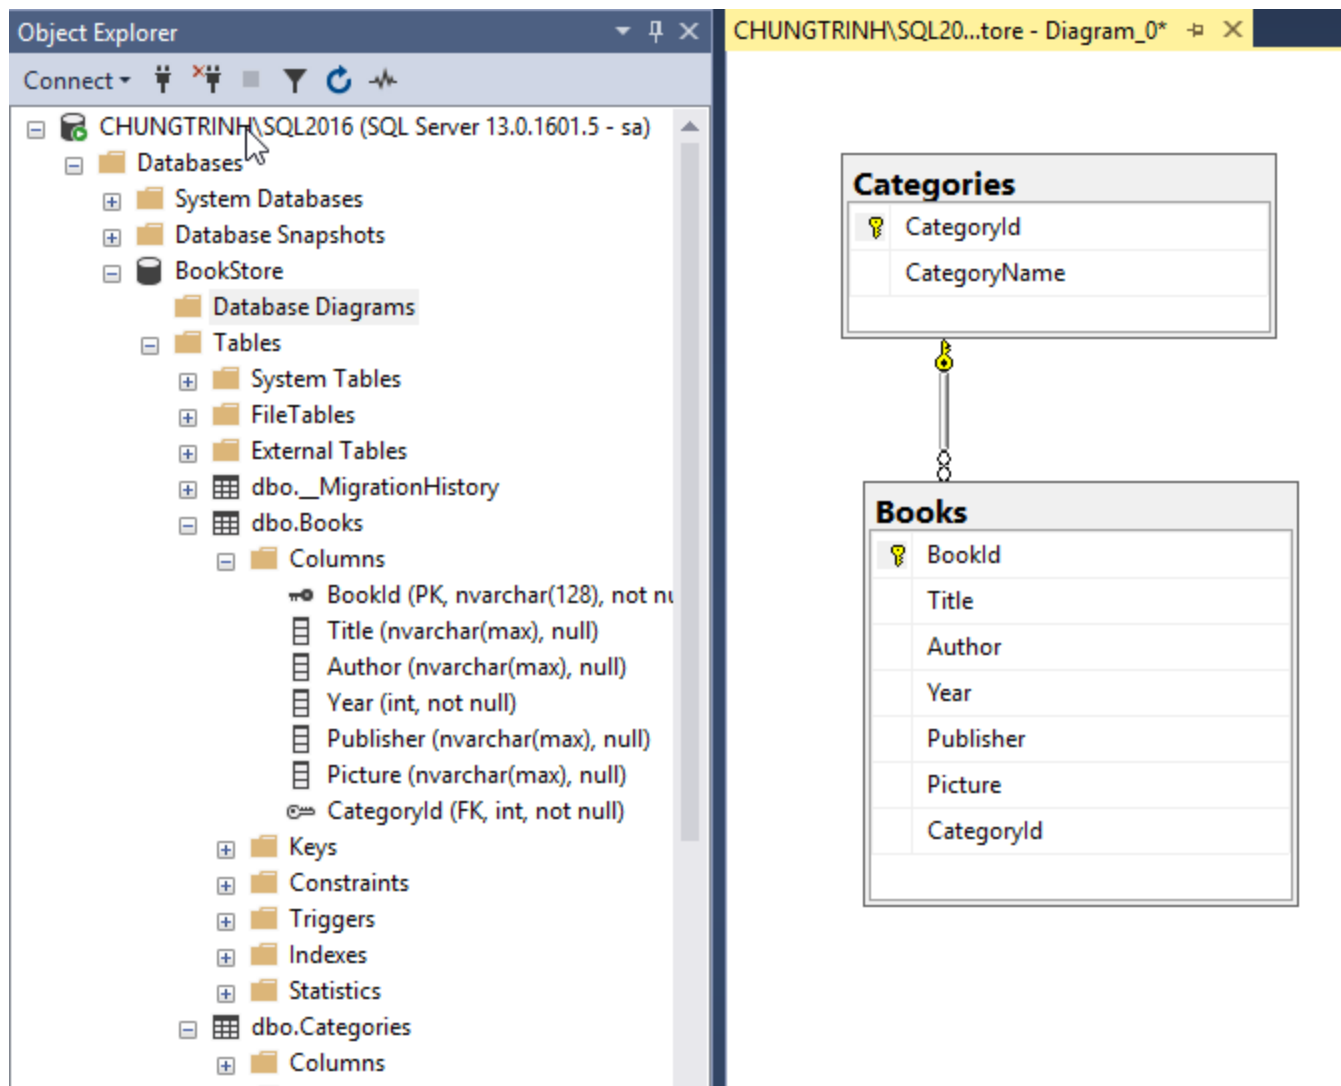 Object Explorer
Connect
CHUNGTRINH\SQL2016 (SQL Server 13.0.1601.5 - sa)
Databases
System Databases
Database Snapshots
BookStore
Database Diagrams
Tables
System Tables
FileTables
External Tables
dbo.__MigrationHistory
dbo.Books
Columns
BookId (PK, nvarchar(128), not nu
Title (nvarchar(max), null)
Author (nvarchar(max), null)
Year (int, not null)
Publisher (nvarchar(max), null)
Picture (nvarchar(max), null)
CategoryId (FK, int, not null)
Keys
Constraints
Triggers
Indexes
Statistics
dbo.Categories
Columns
CHUNGTRINH\SQL20...tore - Diagram_0*
Categories
CategoryId
CategoryName
Books
BookId
Title
Author
Year
Publisher
Picture
CategoryId